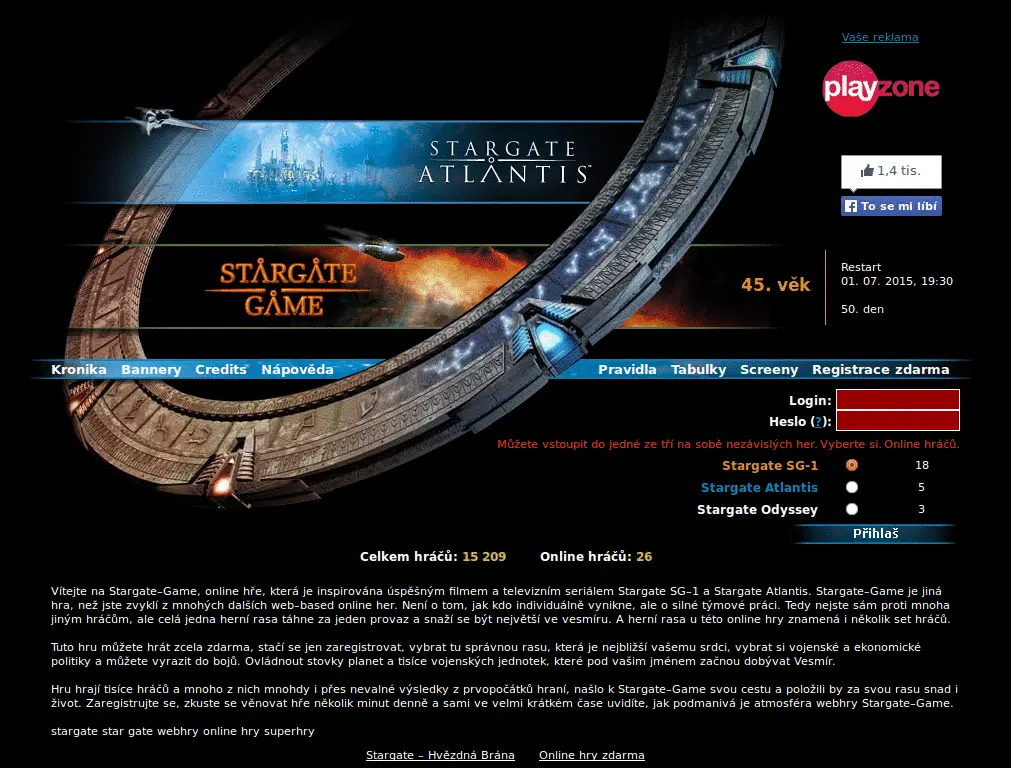 Vaše reklama
playzone
STARGATE
ATLANTIS™
1,4 tis.
To se mi líbí
STARGATE
GAME
45. věk
Restart
01. 07. 2015, 19:30
50. den
Kronika Bannery Credits Nápověda Pravidla Tabulky Screeny Registrace zdarma
Login:
Heslo (?):
Můžete vstoupit do jedné ze tří na sobě nezávislých her. Vyberte si. Online hráčů.
Stargate SG-1 18
Stargate Atlantis 5
Stargate Odyssey 3
Přihlaš
Celkem hráčů: 15 209 Online hráčů: 26
Vítejte na Stargate–Game, online hře, která je inspirována úspěšným filmem a televizním seriálem Stargate SG–1 a Stargate Atlantis. Stargate–Game je jiná
hra, než jste zvyklí z mnohých dalších web–based online her. Není o tom, jak kdo individuálně vynikne, ale o silné týmové práci. Tedy nejste sám proti mnoha
jiným hráčům, ale celá jedna herní rasa táhne za jeden provaz a snaží se být největší ve vesmíru. A herní rasa u této online hry znamená i několik set hráčů.
Tuto hru můžete hrát zcela zdarma, stačí se jen zaregistrovat, vybrat tu správnou rasu, která je nejbližší vašemu srdci, vybrat si vojenské a ekonomické
politiky a můžete vyrazit do bojů. Ovládnout stovky planet a tisíce vojenských jednotek, které pod vašim jménem začnou dobývat Vesmír.
Hru hrají tisíce hráčů a mnoho z nich mnohdy i přes nevalné výsledky z prvopočátků hraní, našlo k Stargate–Game svou cestu a položili by za svou rasu snad i
život. Zaregistrujte se, zkuste se věnovat hře několik minut denně a sami ve velmi krátkém čase uvidíte, jak podmanivá je atmosféra webhry Stargate–Game.
stargate star gate webhry online hry superhry
Stargate – Hvězdná Brána Online hry zdarma